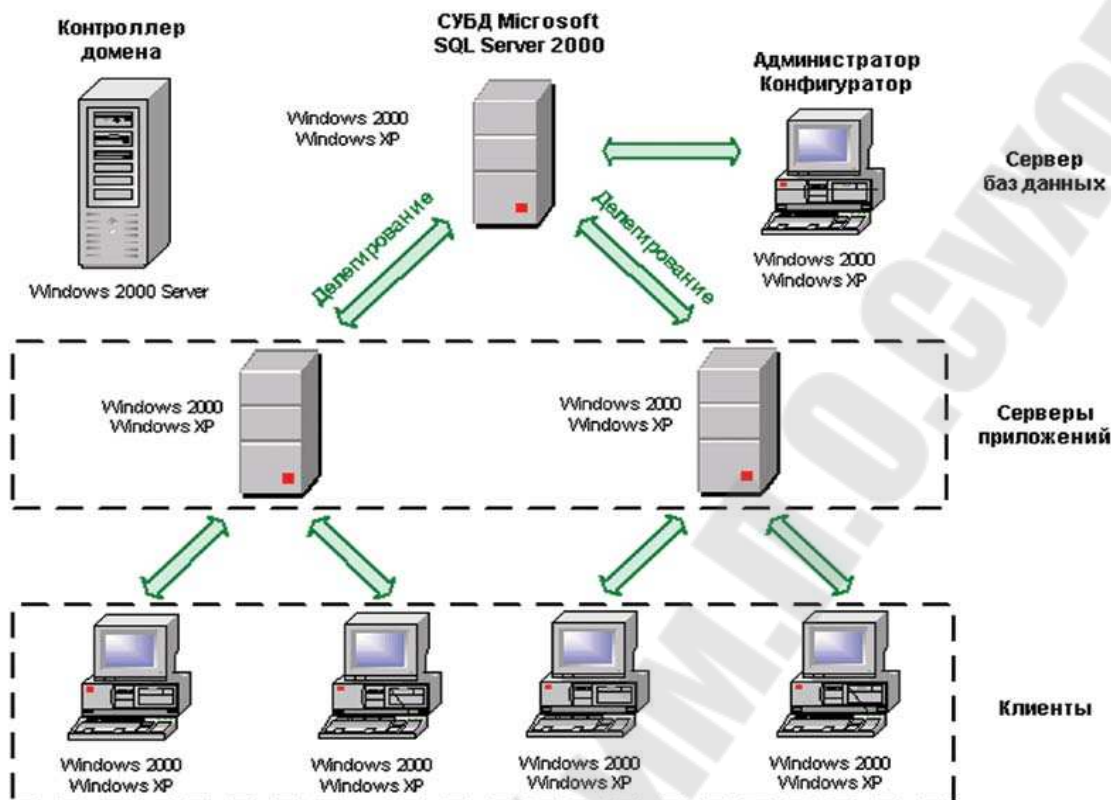 Контроллер
домена
СУБД Microsoft
SQL Server 2000
Администратор
Конфигуратор
Windows 2000
Windows XP
Сервер
баз данных
Делегирование
Делегирование
Windows 2000 Server
Windows 2000
Windows XP
Windows 2000
Windows XP
Windows 2000
Windows XP
Серверы
приложений
Клиенты
Windows 2000
Windows XP
Windows 2000
Windows XP
Windows 2000
Windows XP
Windows 2000
Windows XP
им.П.О.Сухо